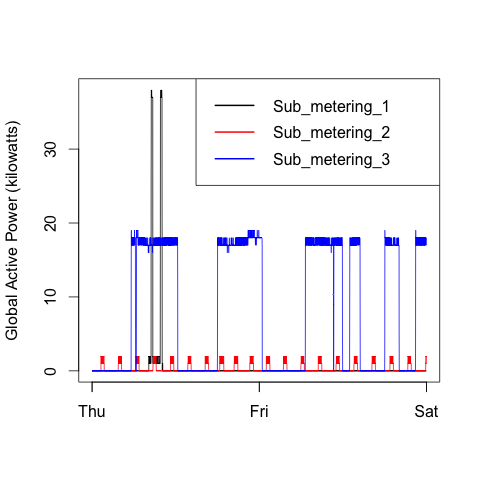 Sub_metering_1
Sub_metering_2
Sub_metering_3
Global Active Power (kilowatts)
30
20
10
0
Thu Fri Sat